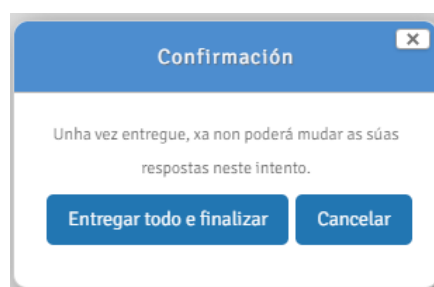 Confirmación
Unha vez entregue, xa non poderá mudar as súas
respostas neste intento.
Entregar todo e finalizar
Cancelar